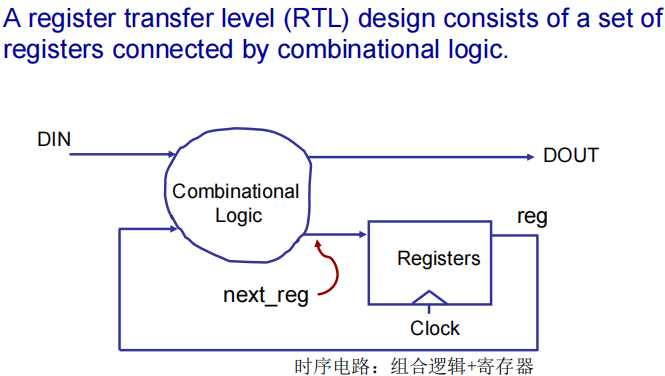 A register transfer level (RTL) design consists of a set of
registers connected by combinational logic.
DIN
DOUT
Combinational
Logic
reg
Registers
next_reg
Clock
时序电路：组合逻辑+寄存器